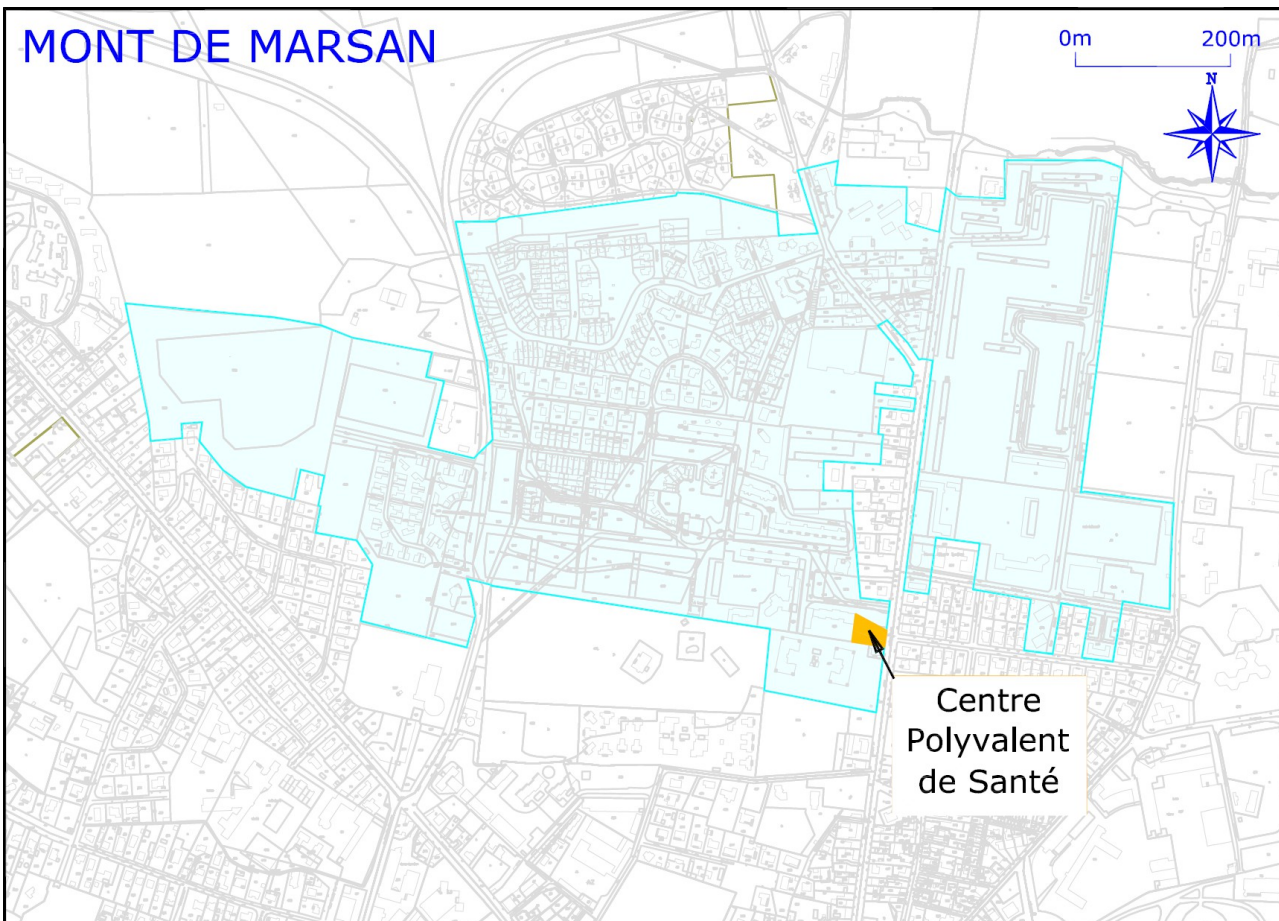 MONT DE MARSAN
0m 200m
N
Centre
Polyvalent
de Santé